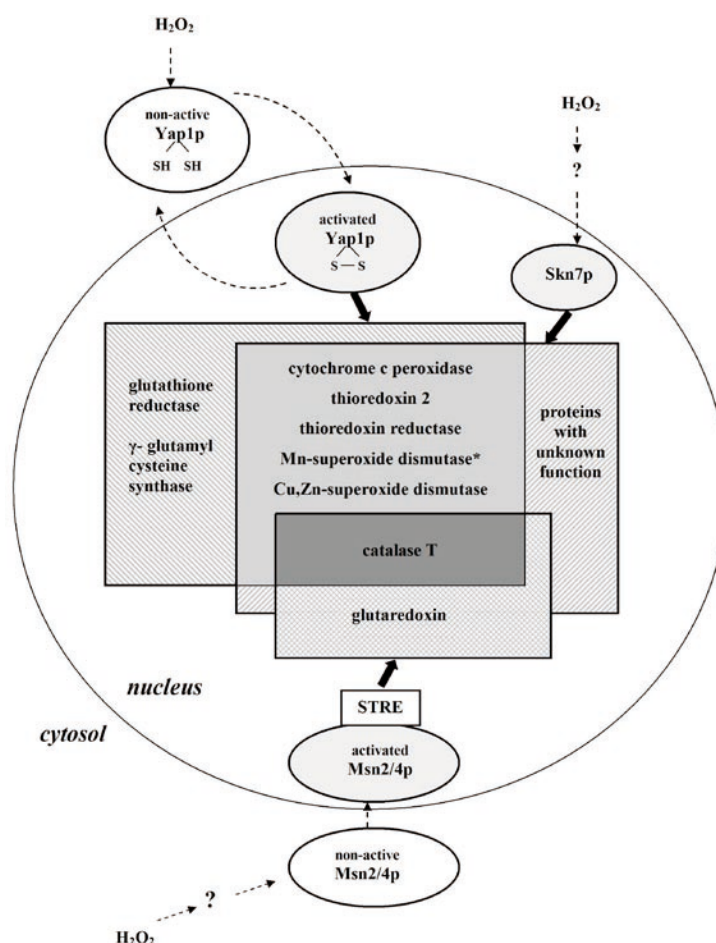 H₂O₂
non-active
Yap1p
SH SH
H₂O₂
?
activated
Yap1p
S — S
Skn7p
glutathione
reductase
γ- glutamyl
cysteine
synthase
cytochrome c peroxidase
thioredoxin 2
thioredoxin reductase
Mn-superoxide dismutase*
Cu,Zn-superoxide dismutase
proteins
with
unknown
function
catalase T
glutaredoxin
nucleus
cytosol
STRE
activated
Msn2/4p
non-active
Msn2/4p
?
H₂O₂